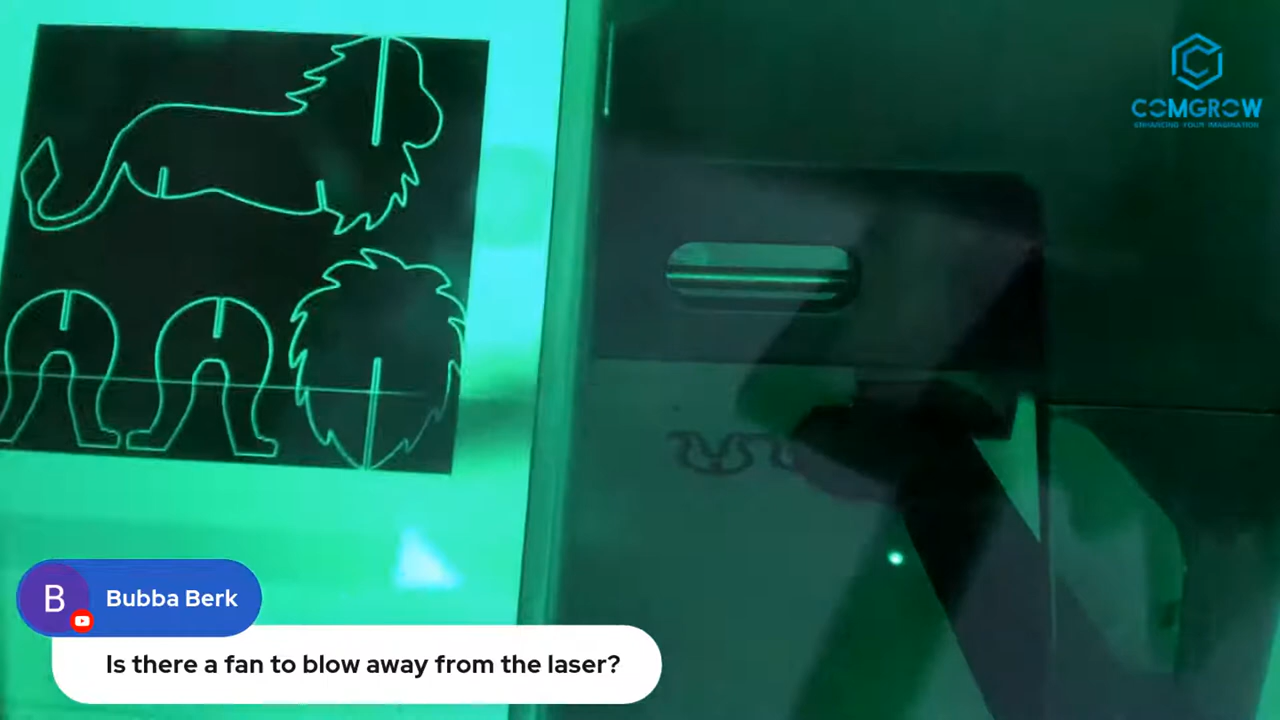 COMGROW
ENHANCING YOUR IMAGINATION
B
Bubba Berk
Is there a fan to blow away from the laser?